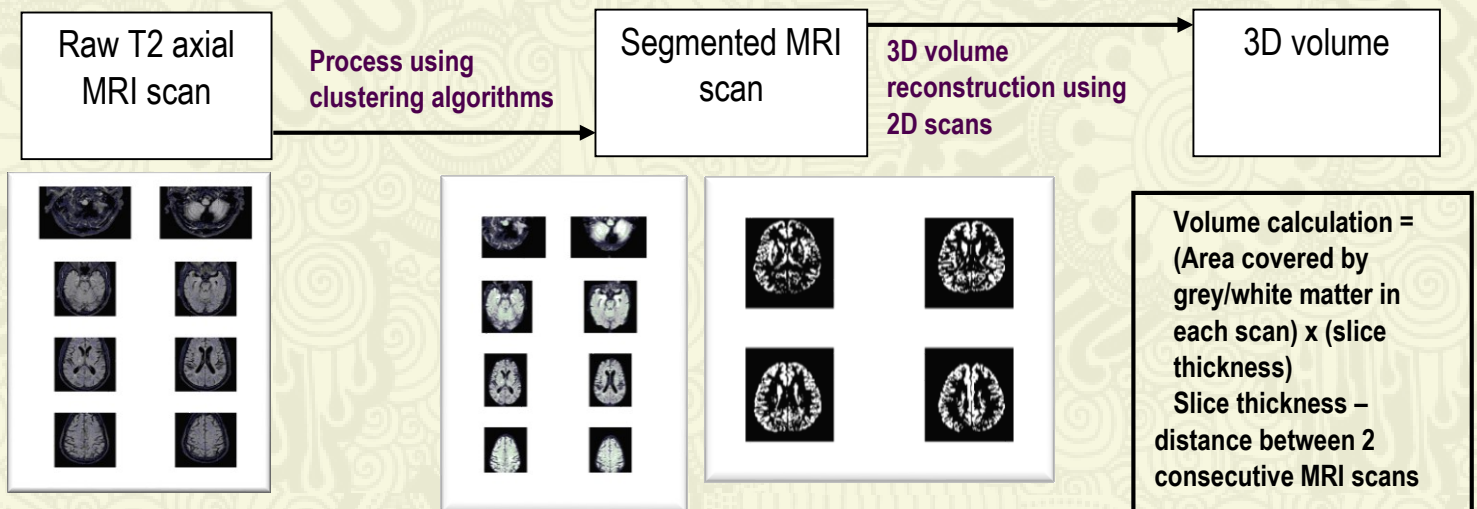 Raw T2 axial
MRI scan
Process using
clustering algorithms
Segmented MRI
scan
3D volume
reconstruction using
2D scans
3D volume
Volume calculation =
(Area covered by
grey/white matter in
each scan) x (slice
thickness)
Slice thickness –
distance between 2
consecutive MRI scans